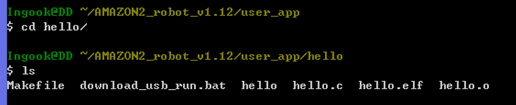 Ingook@DD ~/AMAZON2_robot_v1.12/user_app
$ cd hello/
Ingook@DD ~/AMAZON2_robot_v1.12/user_app/hello
$ ls
Makefile  download_usb_run.bat  hello  hello.c  hello.elf  hello.o